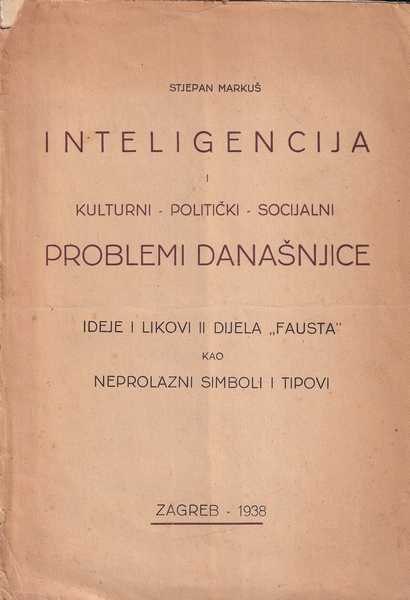 STJEPAN MARKUŠ
INTELIGENCIJA
I
KULTURNI - POLITIČKI - SOCIJALNI
PROBLEMI DANAŠNJICE
IDEJE I LIKOVI II DIJELA „FAUSTA"
KAO
NEPROLAZNI SIMBOLI I TIPOVI
ZAGREB - 1938